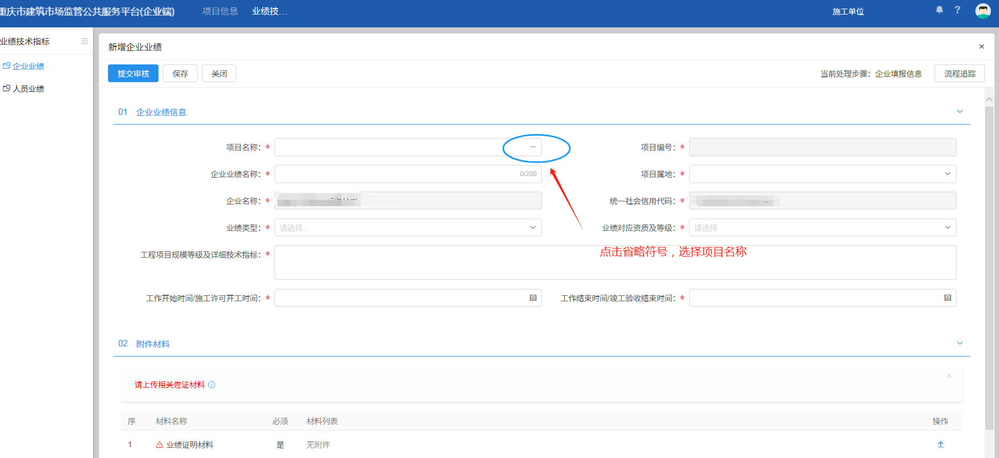 重庆市建筑市场监管公共服务平台(企业端)
项目信息
业绩技...
施工单位
业绩技术指标
企业业绩
人员业绩
新增企业业绩
提交审核
保存
关闭
当前处理步骤：企业填报信息
流程追踪
01 企业业绩信息
项目名称：*
...
项目编号：*
企业业绩名称：*
0/200
项目属地：*
企业名称：*
统一社会信用代码：*
业绩类型：*
请选择...
业绩对应资质及等级：*
请选择
工程项目规模等级及详细技术指标：*
点击省略符号，选择项目名称
工作开始时间/施工许可开工时间：*
工作结束时间/竣工验收结束时间：*
02 附件材料
请上传相关佐证材料
序 材料名称 必须 材料列表 操作
1 业绩证明材料 是 无附件